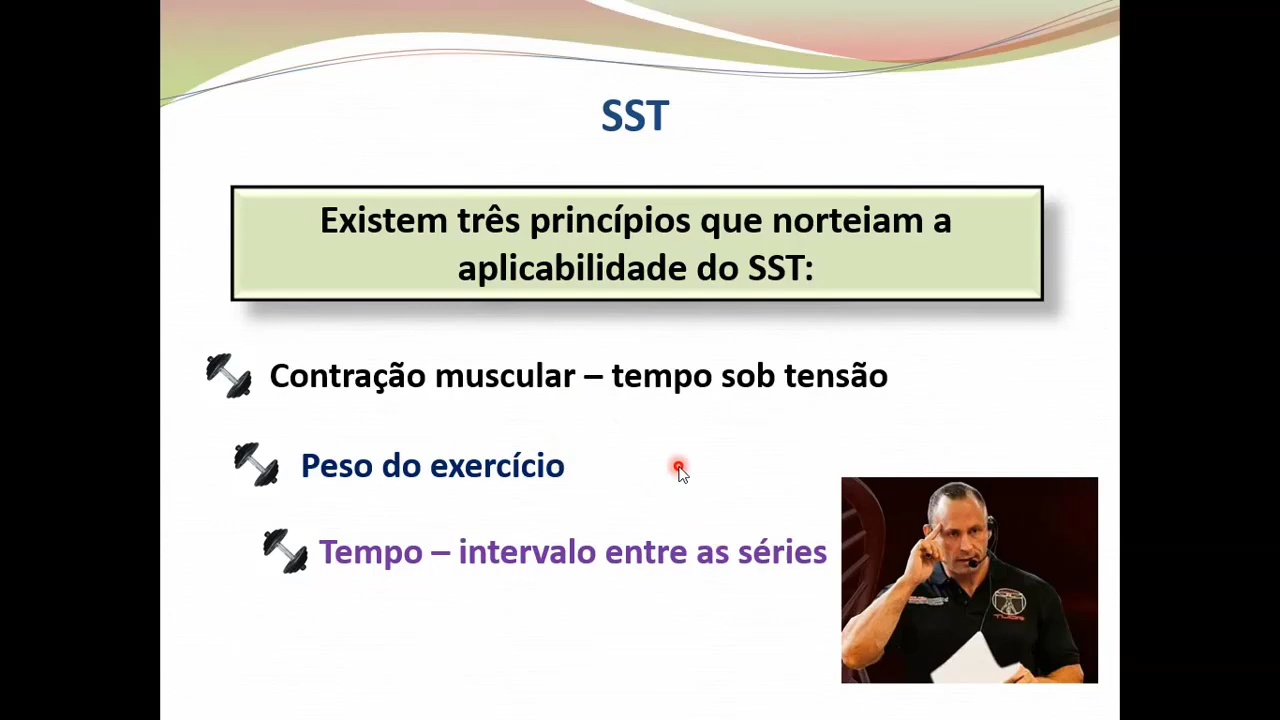 SST
Existem três princípios que norteiam a
aplicabilidade do SST:
Contração muscular – tempo sob tensão
Peso do exercício
Tempo – intervalo entre as séries
TUDOR